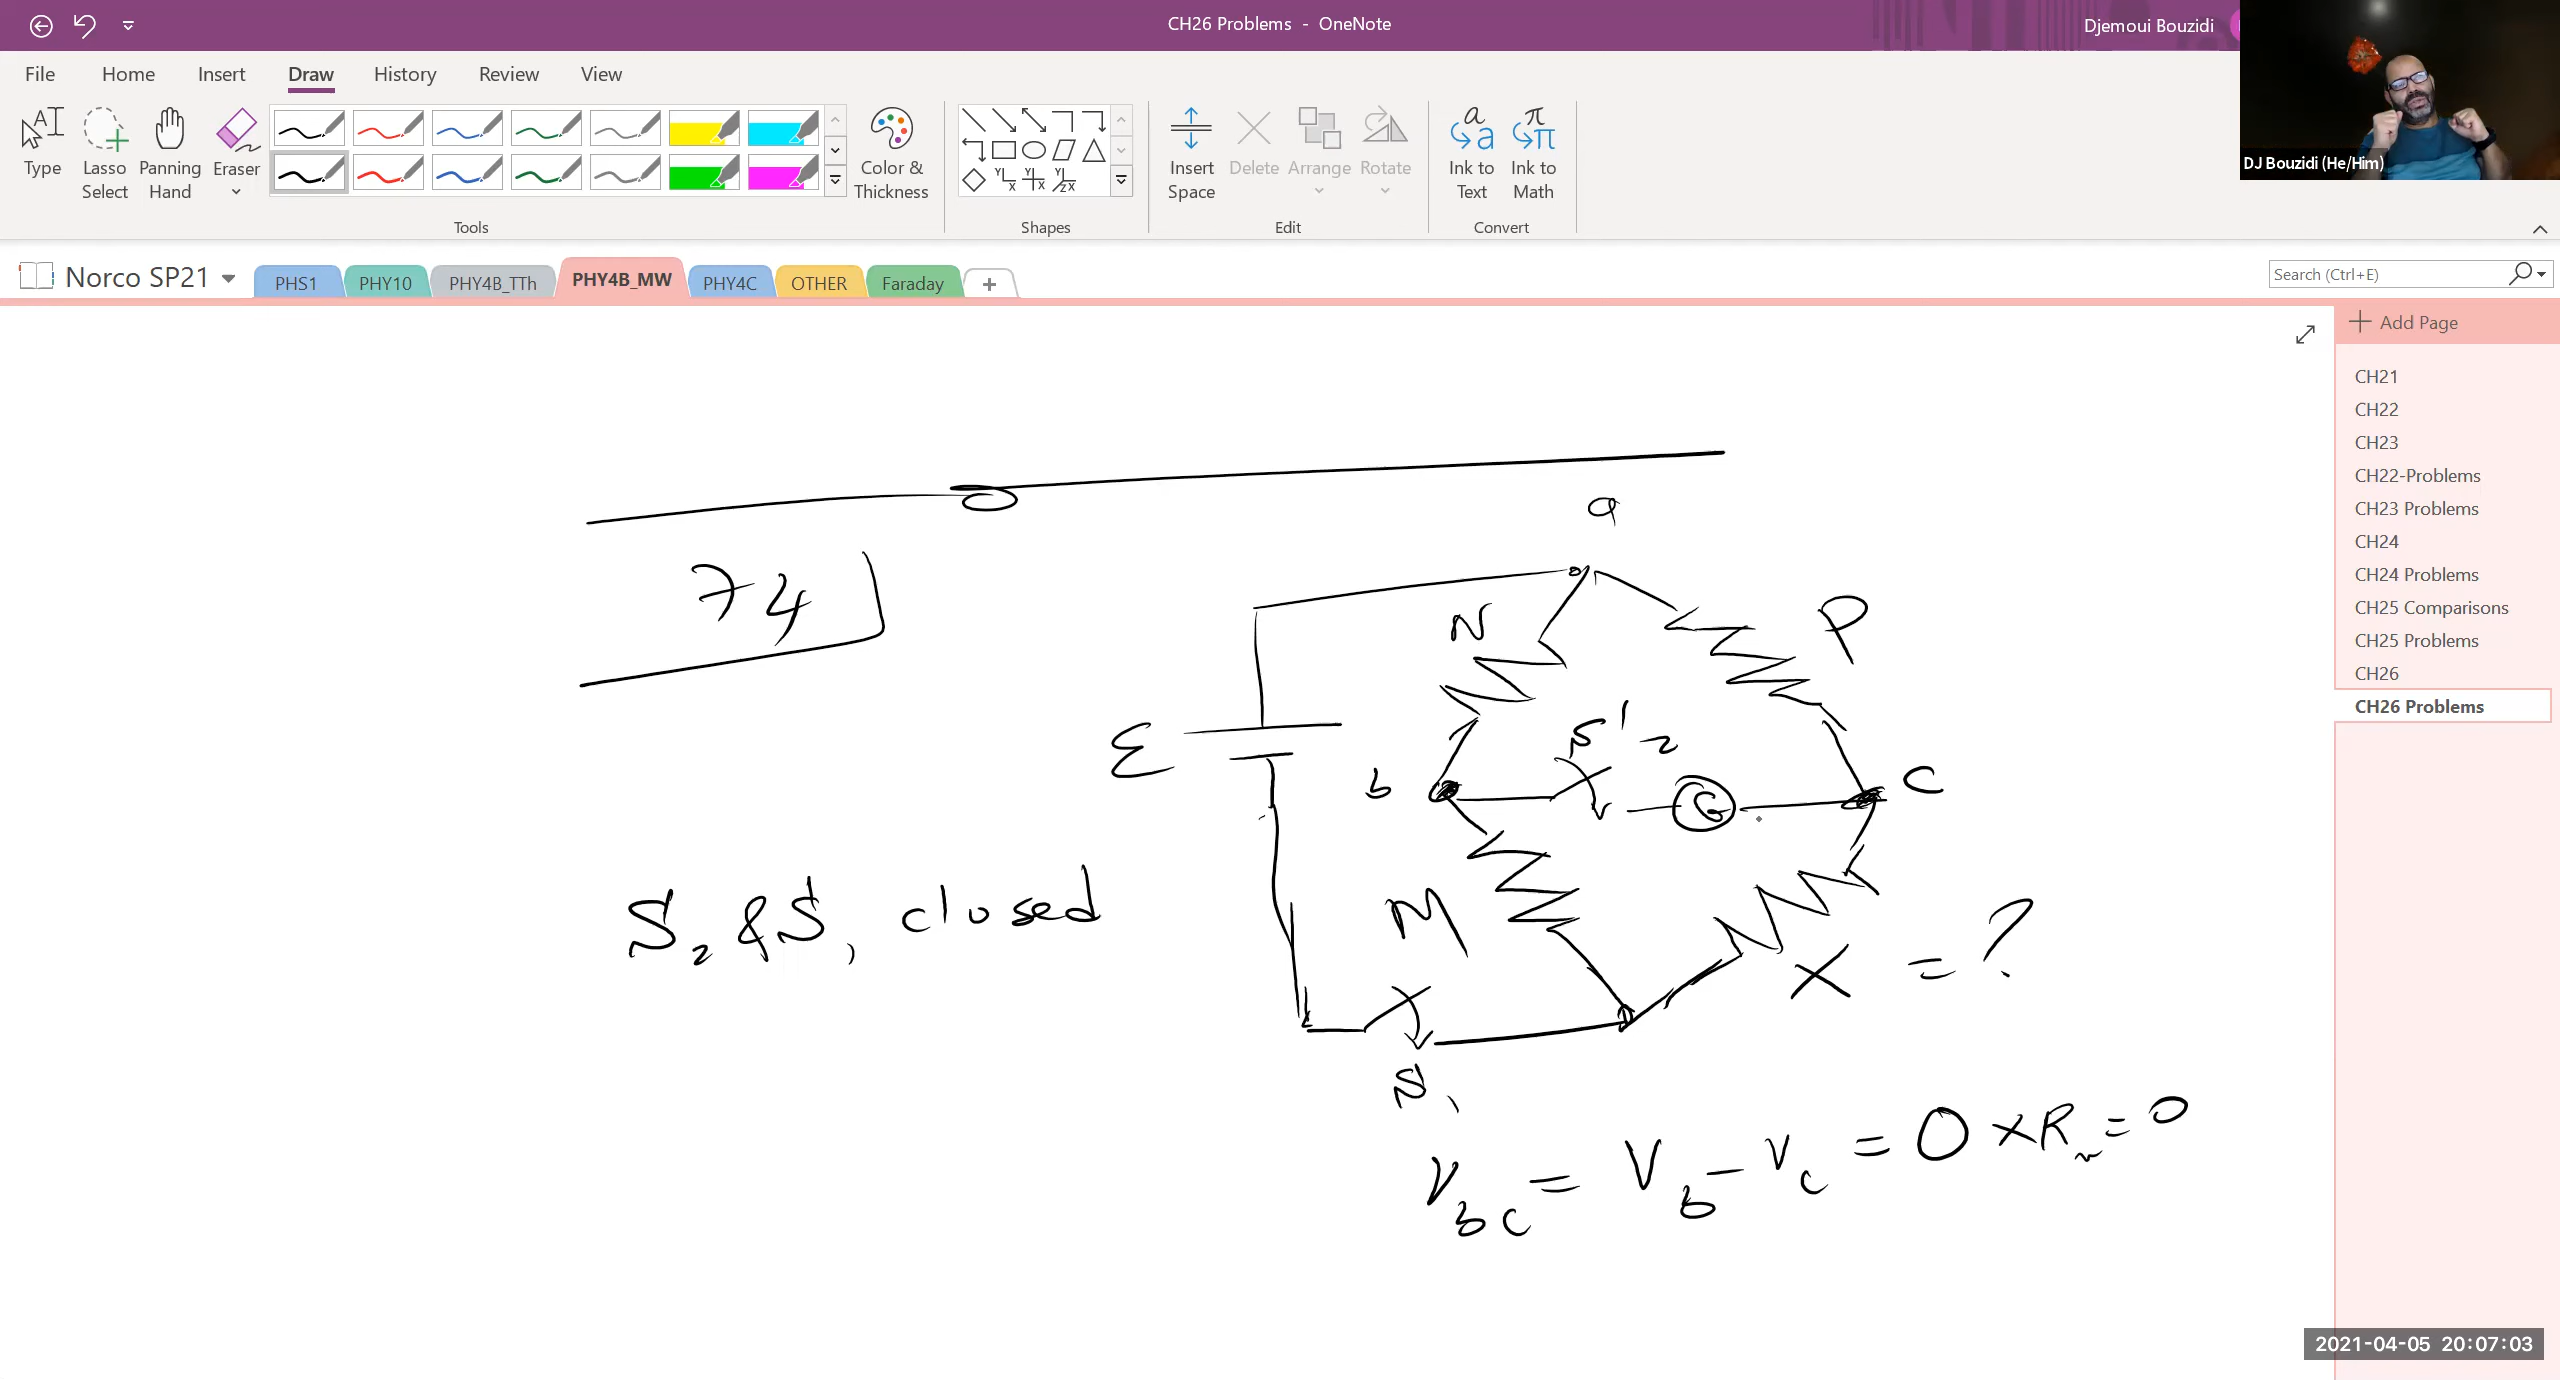 CH26 Problems - OneNote
Djemoui Bouzidi
File Home Insert Draw History Review View
Type
Lasso Select
Panning Hand
Eraser
Color & Thickness
Insert Space
Delete
Arrange
Rotate
Ink to Text
Ink to Math
Tools
Shapes
Edit
Convert
DJ Bouzidi (He/Him)
Norco SP21
PHS1 PHY10 PHY4B_TTh PHY4B_MW PHY4C OTHER Faraday +
Search (Ctrl+E)
Add Page
CH21
CH22
CH23
CH22-Problems
CH23 Problems
CH24
CH24 Problems
CH25 Comparisons
CH25 Problems
CH26
CH26 Problems
74
a
N
P
S2
ε
b
G
c
M
X = ?
S1
S2 & S1 closed
Vbc = Vb - Vc = 0 × R = 0
2021-04-05 20:07:03